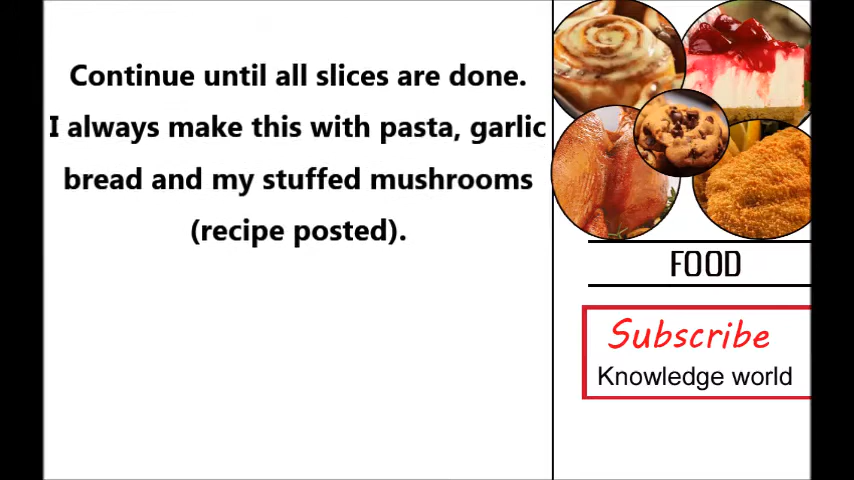 Continue until all slices are done.
I always make this with pasta, garlic
bread and my stuffed mushrooms
(recipe posted).
FOOD
Subscribe
Knowledge world